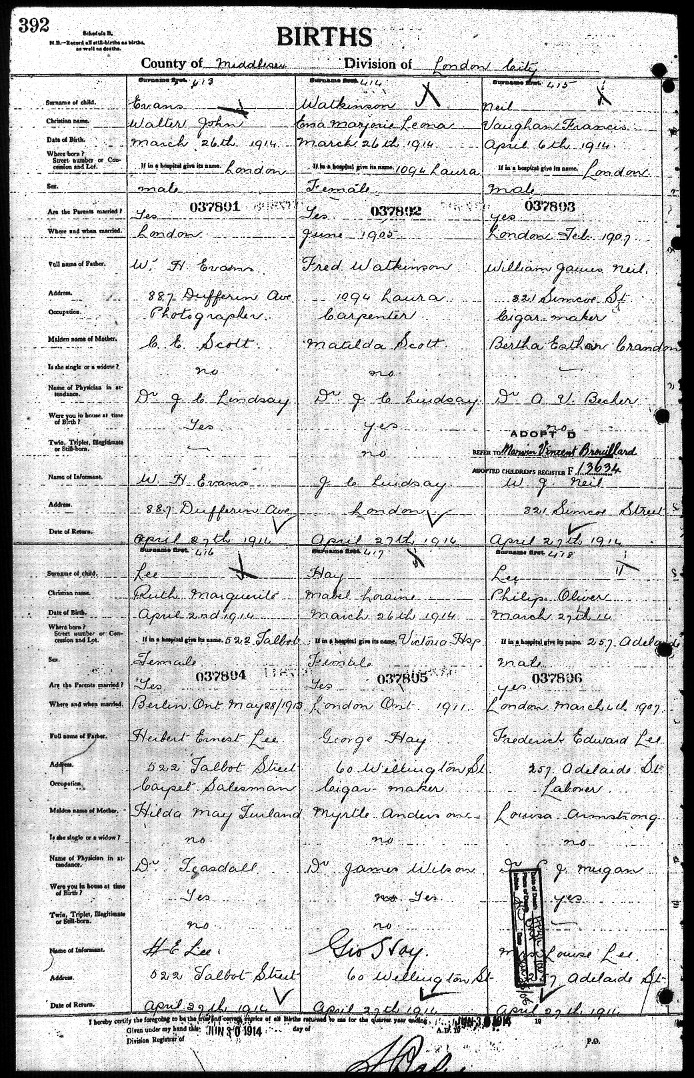 392
Schedule B.
N.B.—Record all still-births as births, as well as deaths.
BIRTHS
County of Middlesex Division of London City
Surname first. 413 Surname first. 414 Surname first. 415
Surname of child. Evans Watkinson Neil
Christian name. Walter John Marjorie Leona Vaughan Francis
Date of Birth. March 26th 1914 March 26th 1914 April 6th 1914
Where born? Street number or Concession and Lot. If in a hospital give its name. London If in a hospital give its name. 1094 Laura If in a hospital give its name. London
Sex. male Female male
037891 037892 037893
Are the Parents married? Yes Yes yes
Where and when married. London June 1905 London Feb. 1907
Full name of Father. W. H. Evans Fred Watkinson William James Neil
Address. 887 Dufferin Ave 1094 Laura 321 Simcoe St
Occupation. Photographer Carpenter Cigar maker
Maiden name of Mother. C. E. Scott Matilda Scott Bertha Crandon
Is she single or a widow? no no —
Name of Physician in attendance. Dr J C Lindsay Dr J C Lindsay Dr A. V. Becher
Were you in house at time of Birth? Yes yes no
ADOPT D
Twin, Triplet, Illegitimate or Still-born. — no
REFER TO Vincent Brouillard
ADOPTED CHILDREN'S REGISTER F 13634
Name of Informant. W H Evans J C Lindsay W J Neil
Address. 887 Dufferin Ave London 321 Simcoe Street
Date of Return. April 27th 1914 April 27th 1914 April 27th 1914
Surname first. 416 Surname first. 417 Surname first. 418
Surname of child. Lee Hay Lee
Christian name. Ruth Marguerite Mabel Loraine Philip Oliver
Date of Birth. April 2nd 1914 March 26th 1914 March 27th 14
Where born? Street number or Concession and Lot. If in a hospital give its name. 522 Talbot If in a hospital give its name. Victoria Hsp If in a hospital give its name. 257 Adelaide
Sex. Female Female male
037894 037895 037896
Are the Parents married? Yes Yes yes
Where and when married. Berlin Ont May 28/1913 London Ont 1911 London March 1907
Full name of Father. Herbert Ernest Lee George Hay Frederick Edward Lee
Address. 522 Talbot Street 60 Wellington St 257 Adelaide St
Occupation. Carpet Salesman Cigar maker Laborer
Maiden name of Mother. Hilda May Myrtle Anderson Louisa Armstrong
Is she single or a widow? no no no
Name of Physician in attendance. Dr Teasdall Dr James Wilson J. Mugan
Were you in house at time of Birth? Yes no Yes yes
Twin, Triplet, Illegitimate or Still-born. no no —
Name of Informant. H E Lee Geo Hay Louise Lee
Address. 522 Talbot Street 60 Wellington St Adelaide St
Date of Return. April 27th 1914 April 27th 1914 April 27th 1914
I hereby certify the foregoing to be the true and correct copies of all Births returned to me for the quarter year ending JUN 30 1914 19
Given under my hand this JUN 30 1914 day of A.D. 19
Division Registrar of P.O.